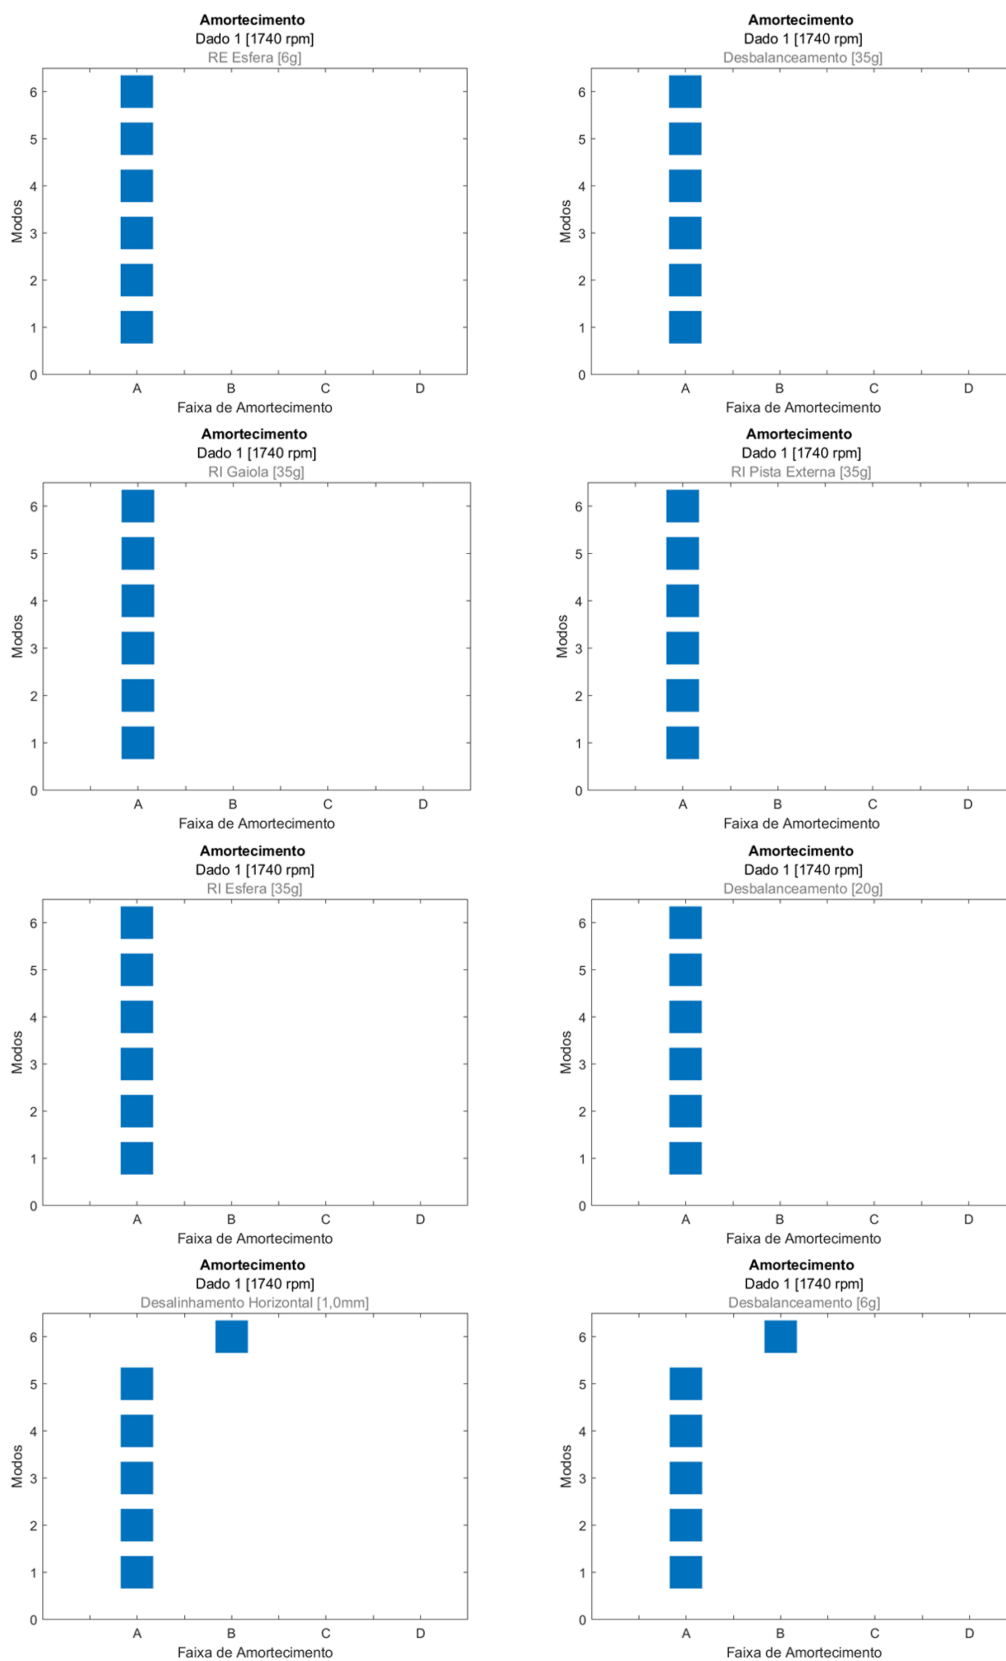 Amortecimento
Dado 1 [1740 rpm]
RE Esfera [6g]
6
5
4
3
2
1
0
Modos
A B C D
Faixa de Amortecimento
Amortecimento
Dado 1 [1740 rpm]
Desbalanceamento [35g]
6
5
4
3
2
1
0
Modos
A B C D
Faixa de Amortecimento
Amortecimento
Dado 1 [1740 rpm]
RI Gaiola [35g]
6
5
4
3
2
1
0
Modos
A B C D
Faixa de Amortecimento
Amortecimento
Dado 1 [1740 rpm]
RI Pista Externa [35g]
6
5
4
3
2
1
0
Modos
A B C D
Faixa de Amortecimento
Amortecimento
Dado 1 [1740 rpm]
RI Esfera [35g]
6
5
4
3
2
1
0
Modos
A B C D
Faixa de Amortecimento
Amortecimento
Dado 1 [1740 rpm]
Desbalanceamento [20g]
6
5
4
3
2
1
0
Modos
A B C D
Faixa de Amortecimento
Amortecimento
Dado 1 [1740 rpm]
Desalinhamento Horizontal [1,0mm]
6
5
4
3
2
1
0
Modos
A B C D
Faixa de Amortecimento
Amortecimento
Dado 1 [1740 rpm]
Desbalanceamento [6g]
6
5
4
3
2
1
0
Modos
A B C D
Faixa de Amortecimento